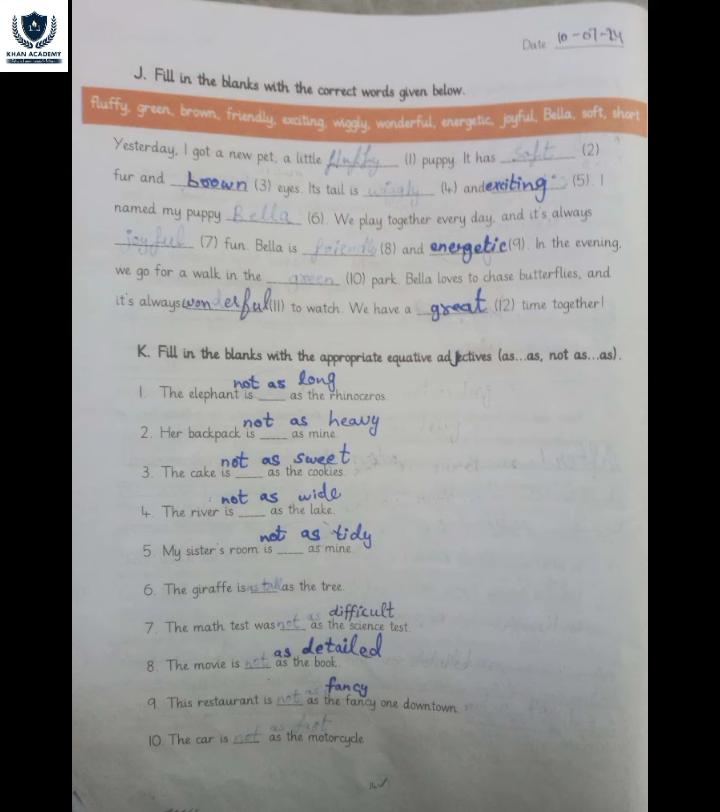 KHAN ACADEMY
Date 10-07-24
J. Fill in the blanks with the correct words given below.
fluffy, green, brown, friendly, exciting, wiggly, wonderful, energetic, joyful, Bella, soft, short
Yesterday, I got a new pet, a little fluffy (1) puppy. It has soft (2)
fur and brown (3) eyes. Its tail is wiggly (4) and exciting (5). I
named my puppy Bella (6). We play together every day, and it's always
joyful (7) fun. Bella is friendly (8) and energetic (9). In the evening,
we go for a walk in the green (10) park. Bella loves to chase butterflies, and
it's always wonderful (11) to watch. We have a great (12) time together!
K. Fill in the blanks with the appropriate equative adjectives (as...as, not as...as).
not as long
1. The elephant is ____ as the rhinoceros.
not as heavy
2. Her backpack is ____ as mine.
not as sweet
3. The cake is ____ as the cookies.
not as wide
4. The river is ____ as the lake.
not as tidy
5. My sister's room is ____ as mine.
6. The giraffe is as tall as the tree.
7. The math test was not as difficult as the science test.
8. The movie is not as detailed as the book.
9. This restaurant is not as fancy as the fancy one downtown.
10. The car is not as fast as the motorcycle.